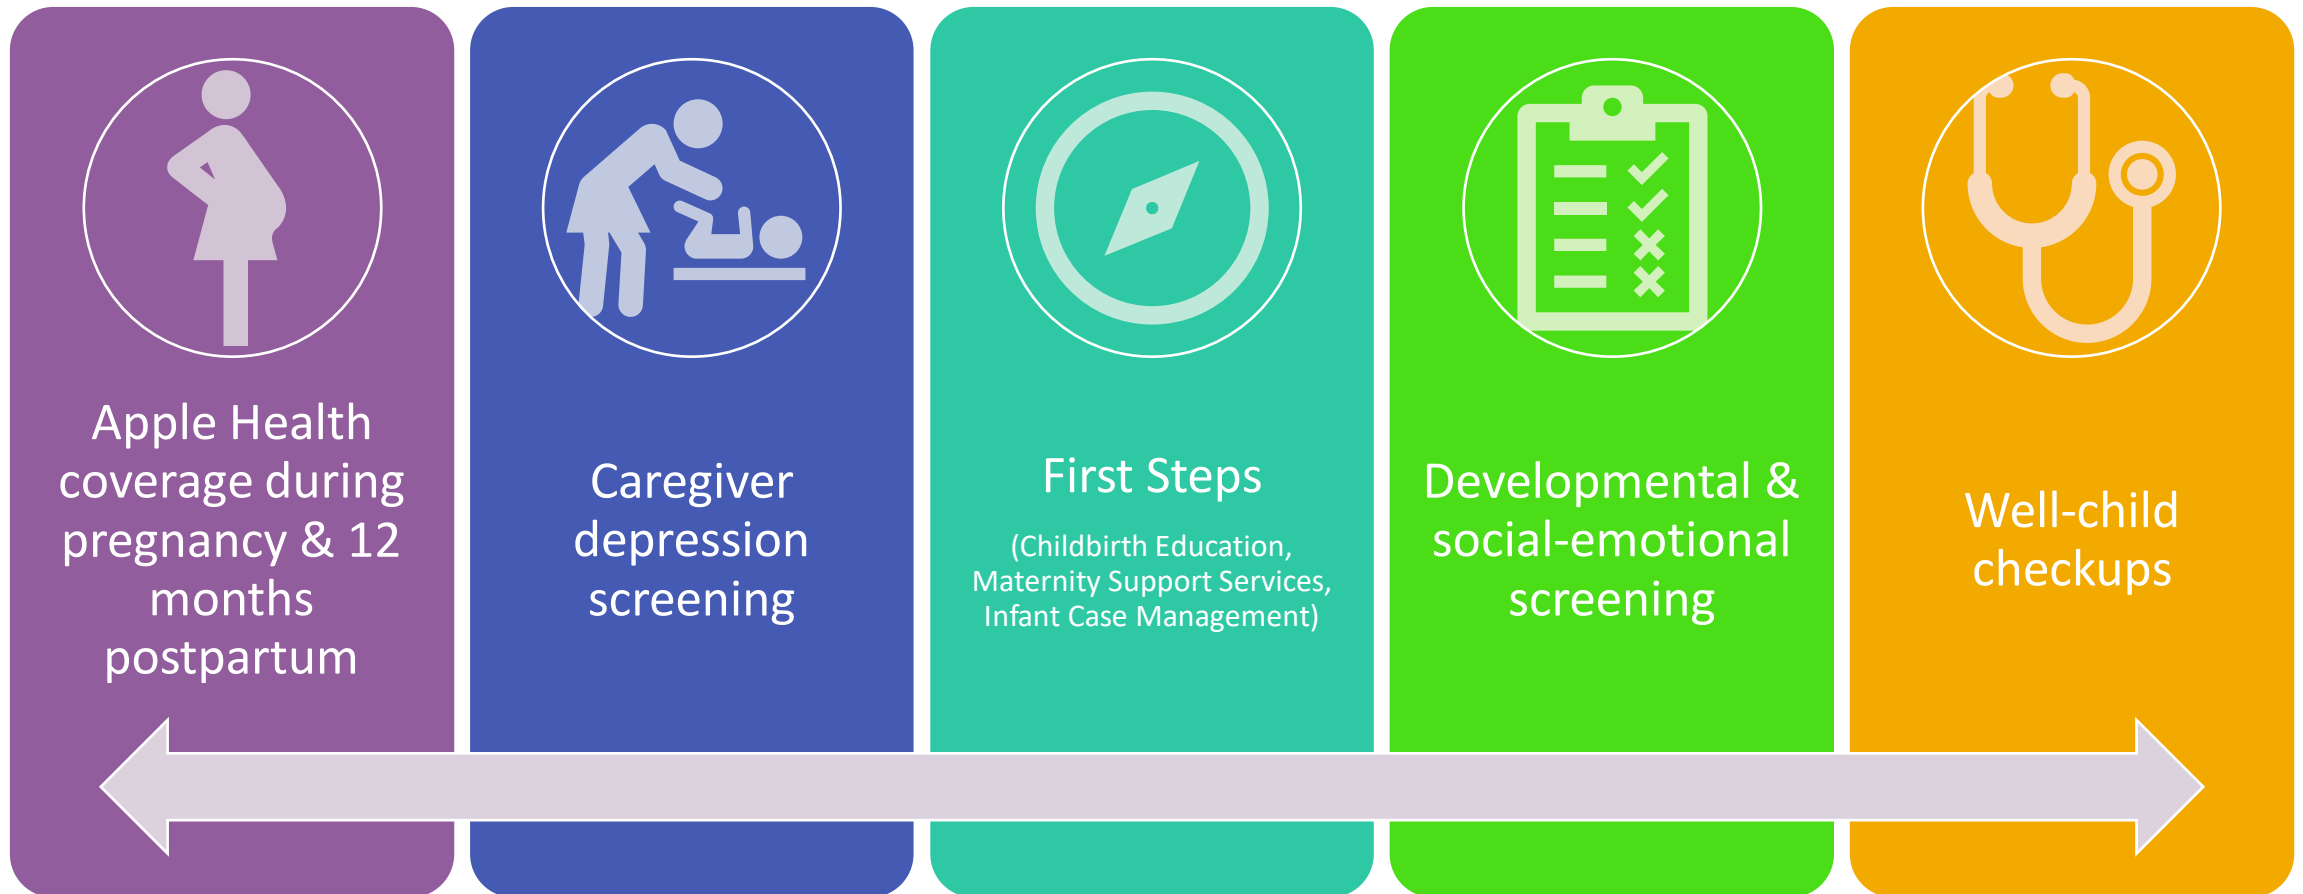 Apple Health
coverage during
pregnancy & 12
months
postpartum
Caregiver
depression
screening
First Steps
(Childbirth Education,
Maternity Support Services,
Infant Case Management)
Developmental &
social-emotional
screening
Well-child
checkups